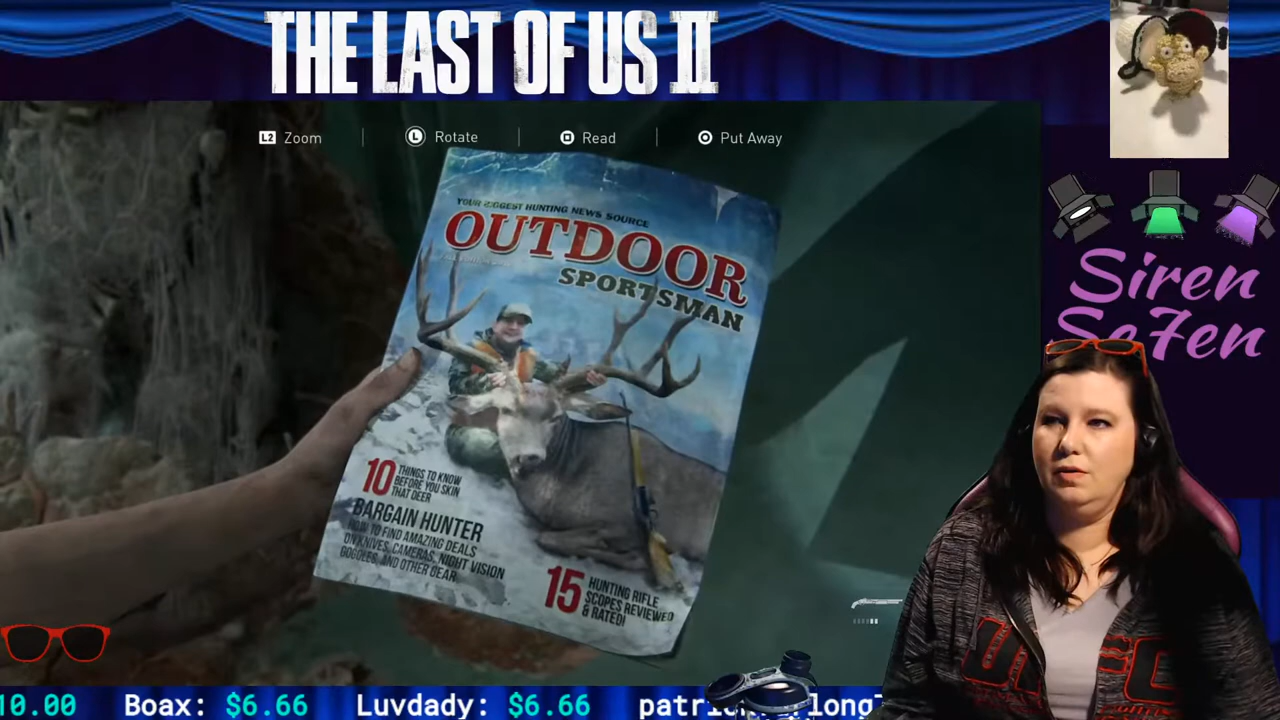 THE LAST OF US II
L2 Zoom
L Rotate
Read
Put Away
YOUR BIGGEST HUNTING NEWS SOURCE
OUTDOOR
SPORTSMAN
10 THINGS TO KNOW
BEFORE YOU SKIN
THAT DEER
BARGAIN HUNTER
HOW TO FIND AMAZING DEALS
ON KNIVES, CAMERAS, NIGHT VISION
GOGGLES, AND OTHER GEAR
15 HUNTING RIFLE
SCOPES REVIEWED
& RATED!
Siren
Se7en
UFC
10.00 Boax: $6.66 Luvdady: $6.66